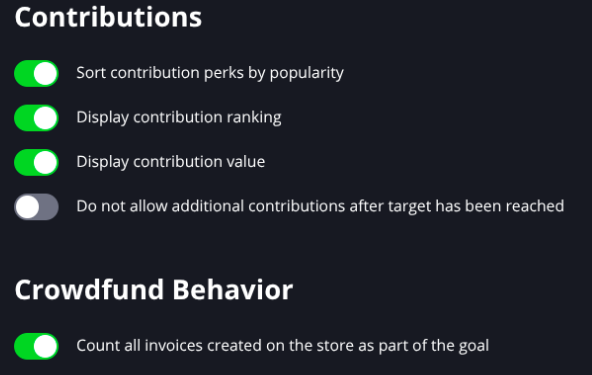 Contributions
Sort contribution perks by popularity
Display contribution ranking
Display contribution value
Do not allow additional contributions after target has been reached
Crowdfund Behavior
Count all invoices created on the store as part of the goal